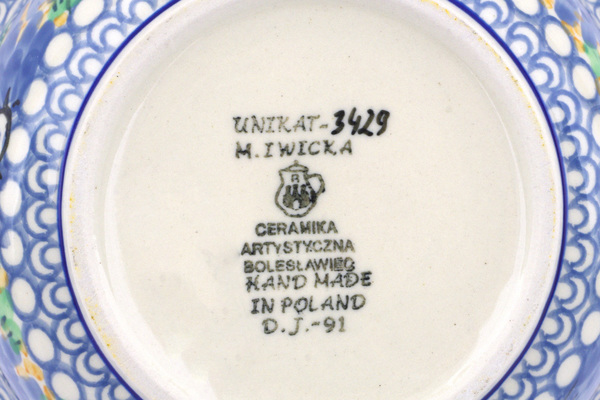 UNIKAT-3429
M. IWICKA
B
CERAMIKA
ARTYSTYCZNA
BOLESŁAWIEC
HAND MADE
IN POLAND
D.J.-91